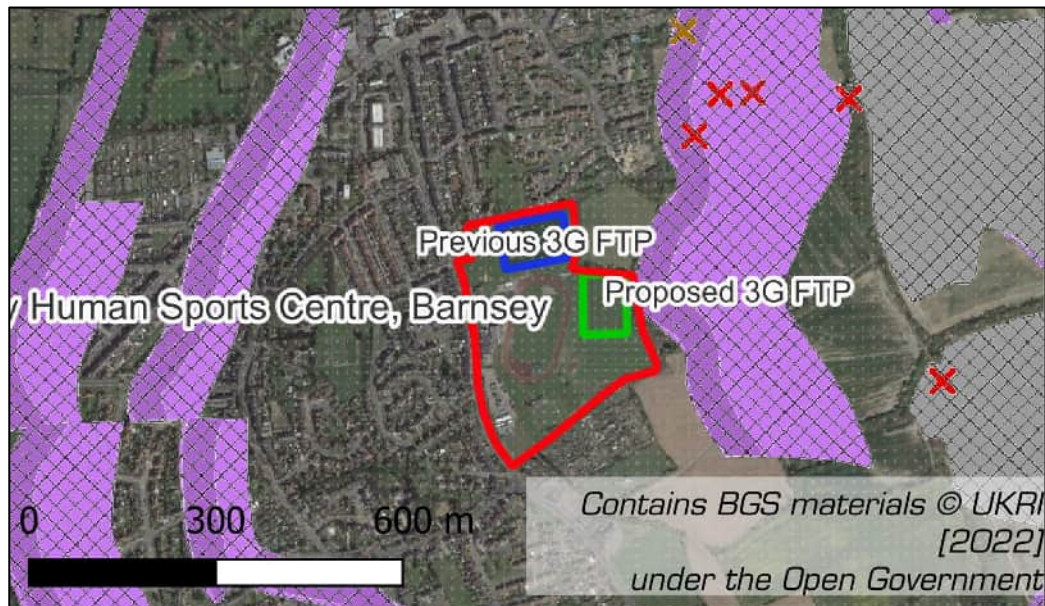 Previous 3G FTP
Proposed 3G FTP
y Human Sports Centre, Barnsey
0 300 600 m
Contains BGS materials © UKRI
[2022]
under the Open Government